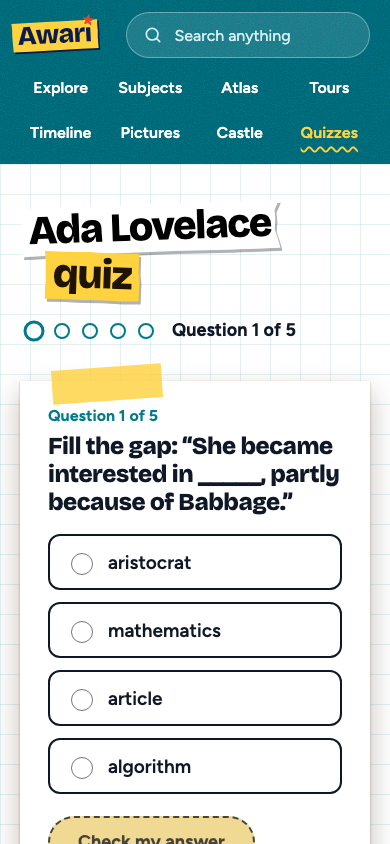 Awari
Search anything
Explore Subjects Atlas Tours
Timeline Pictures Castle Quizzes
Ada Lovelace
quiz
Question 1 of 5
Question 1 of 5
Fill the gap: “She became
interested in _____, partly
because of Babbage.”
aristocrat
mathematics
article
algorithm
Check my answer